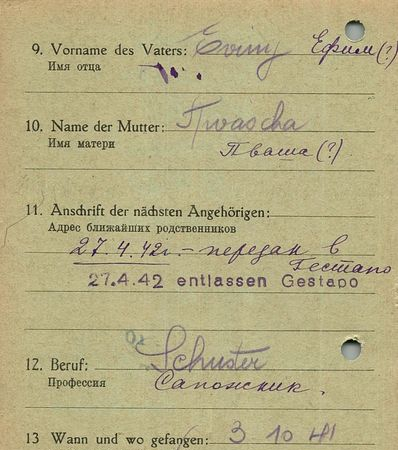 9. Vorname des Vaters: Ефим (?)
Имя отца
10. Name der Mutter: Пваша (?)
Имя матери
11. Anschrift der nächsten Angehörigen:
Адрес ближайших родственников
27.4.42г. - передан в
Гестапо
27.4.42 entlassen Gestapo
12. Beruf: Schuster
Профессия Сапожник.
13 Wann und wo gefangen: 3 10 41